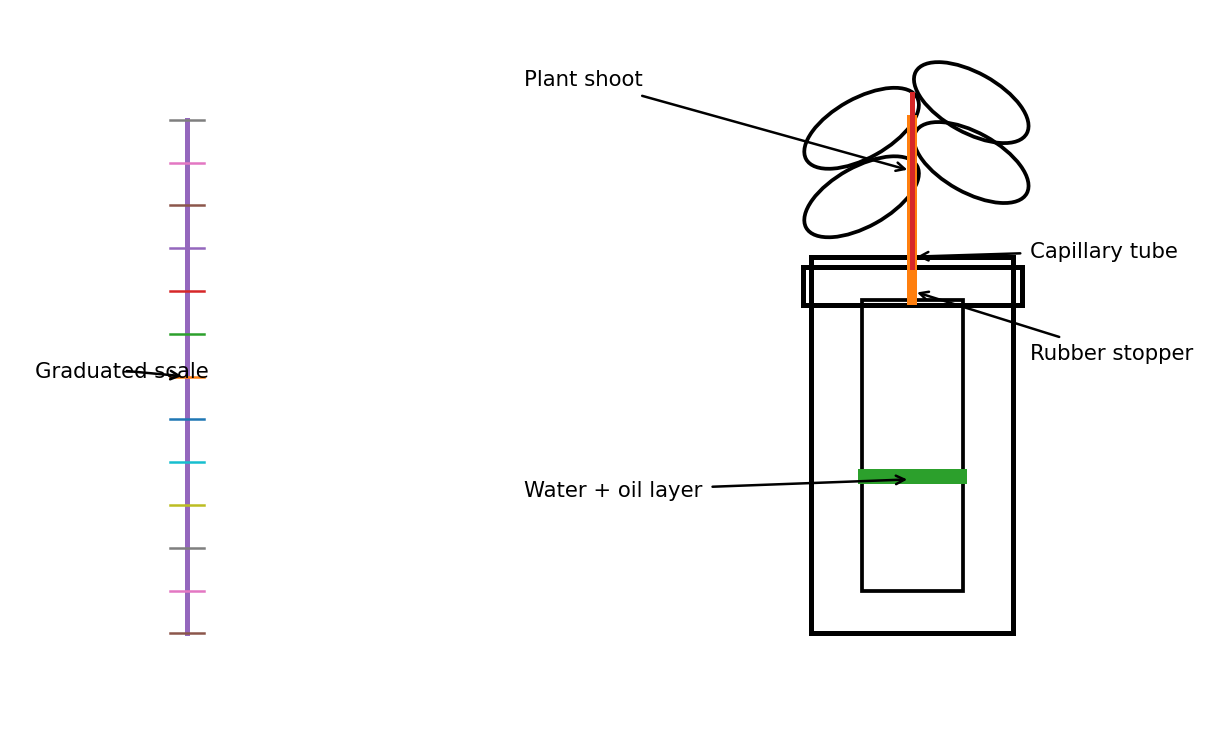 Plant shoot
Capillary tube
Rubber stopper
Graduated scale
Water + oil layer